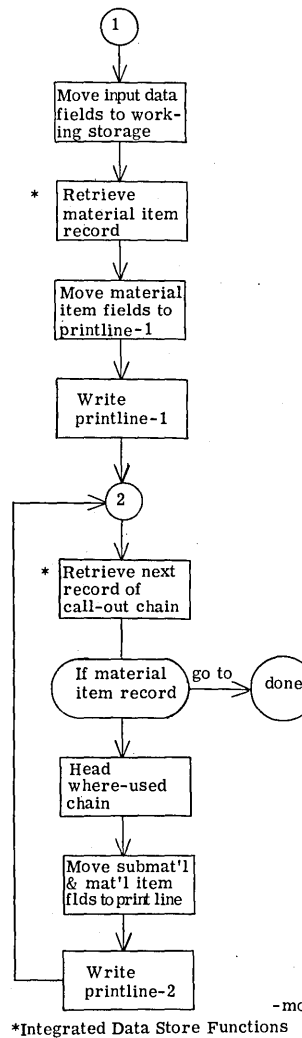 1
Move input data
fields to work-
ing storage
* Retrieve
material item
record
Move material
item fields to
printline-1
Write
printline-1
2
* Retrieve next
record of
call-out chain
If material
item record
go to
done
Head
where-used
chain
Move submat'l
& mat'l item
flds to print line
Write
printline-2
*Integrated Data Store Functions